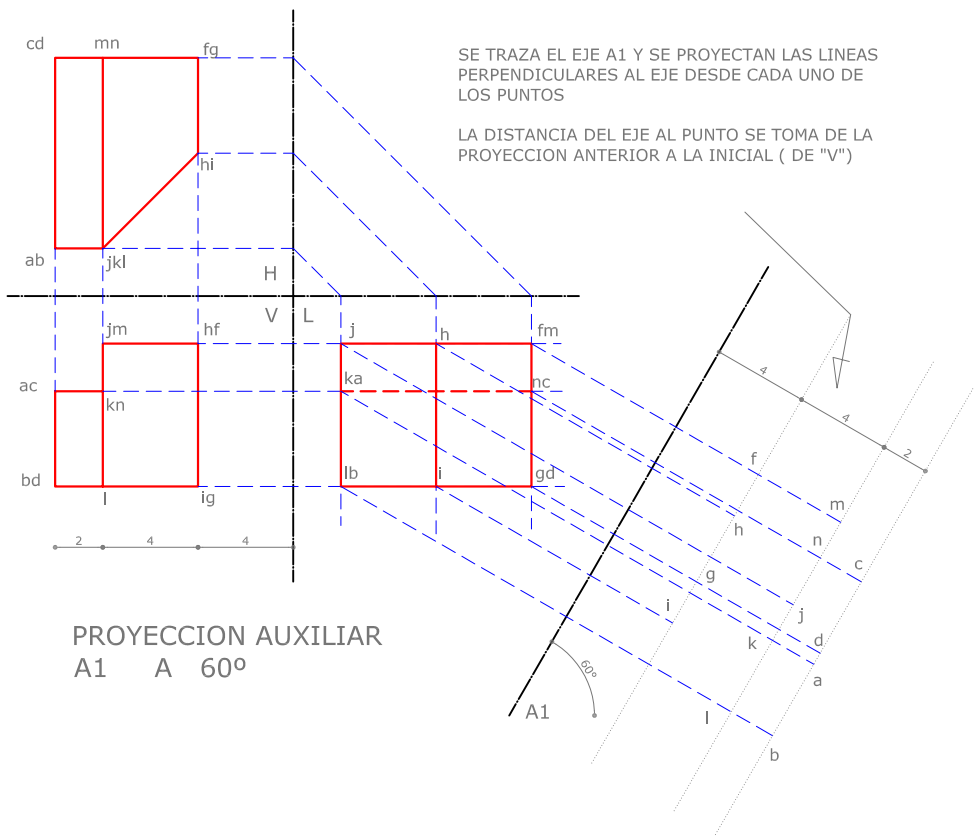 cd
mn
fg
SE TRAZA EL EJE A1 Y SE PROYECTAN LAS LINEAS
PERPENDICULARES AL EJE DESDE CADA UNO DE
LOS PUNTOS
LA DISTANCIA DEL EJE AL PUNTO SE TOMA DE LA
PROYECCION ANTERIOR A LA INICIAL ( DE "V")
hi
ab
jkl
H
V
L
jm
hf
j
h
fm
ac
kn
ka
nc
bd
l
ig
lb
i
gd
4
4
2
f
m
h
n
c
g
i
j
k
d
a
l
b
2
4
4
PROYECCION AUXILIAR
A1 A 60º
60º
A1